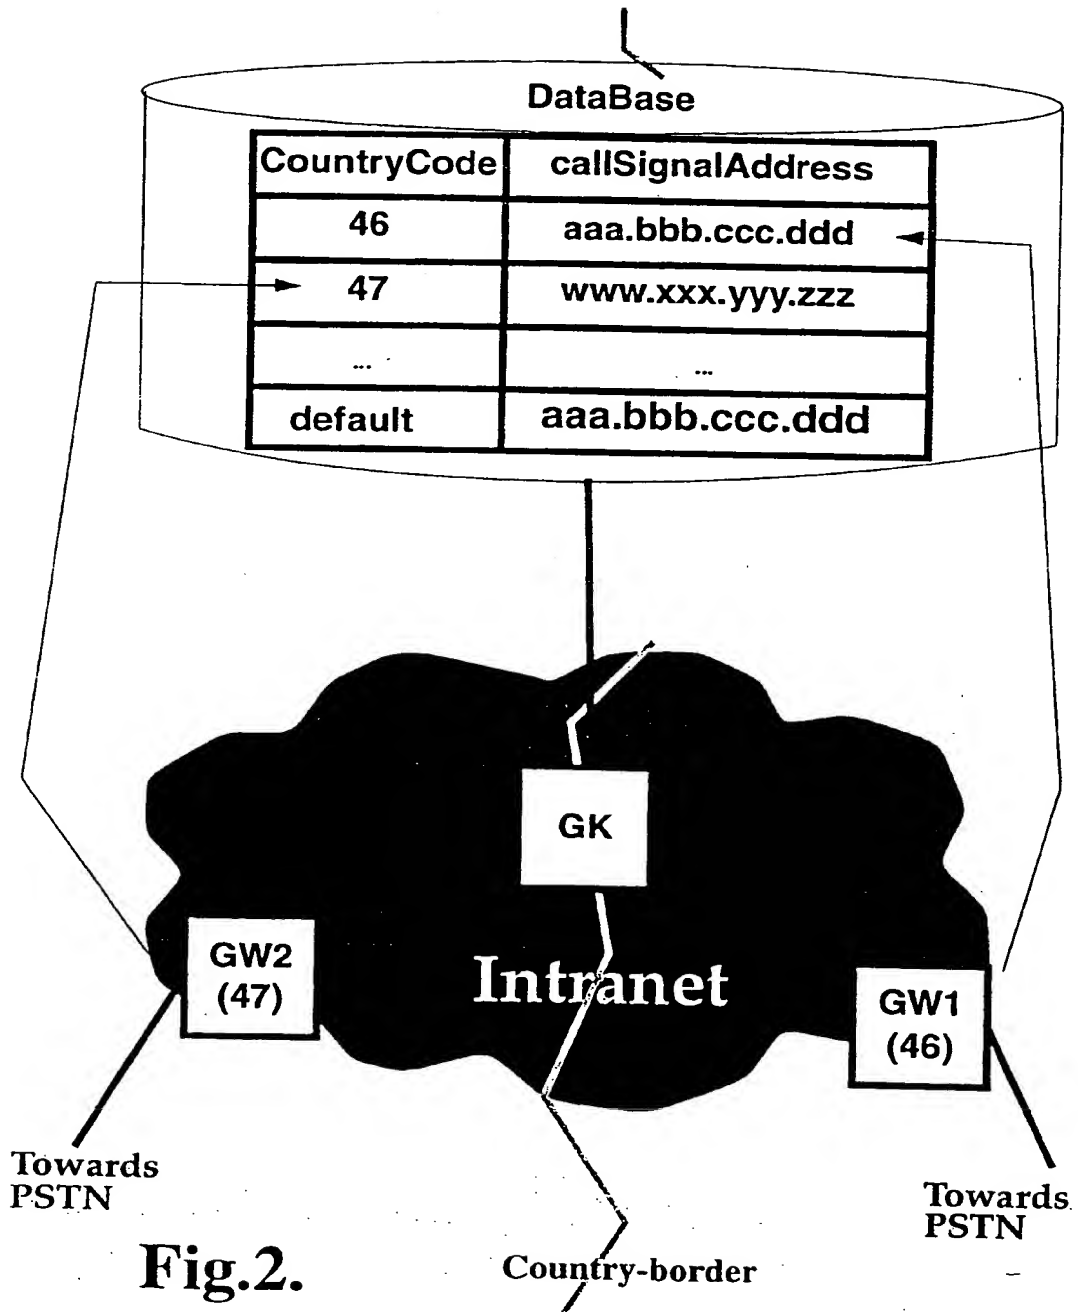 DataBase
CountryCode callSignalAddress
46 aaa.bbb.ccc.ddd
47 www.xxx.yyy.zzz
... ...
default aaa.bbb.ccc.ddd
GK
GW2
(47)
Intranet
GW1
(46)
Towards
PSTN
Towards
PSTN
Fig.2.
Country-border